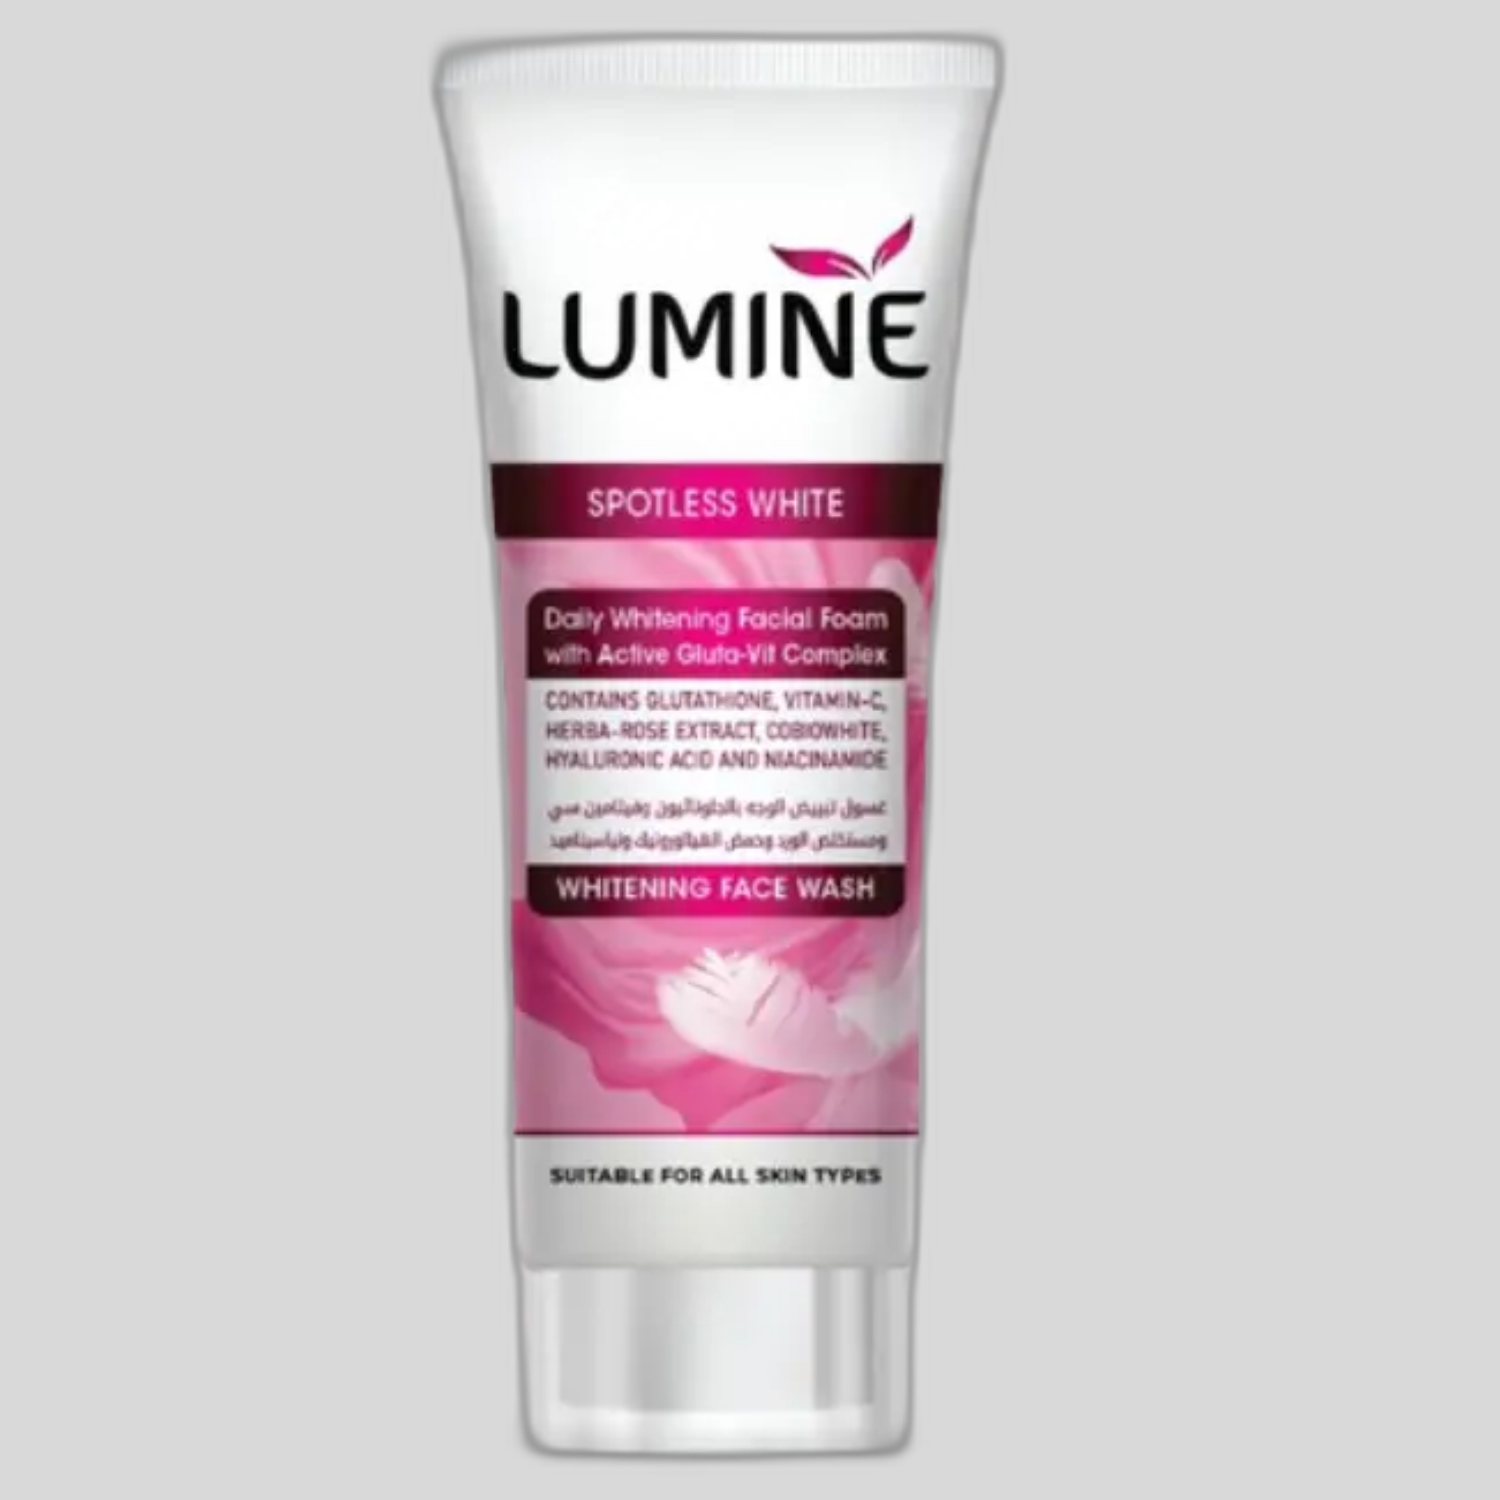 LUMINE
SPOTLESS WHITE
Daily Whitening Facial Foam
with Active Gluta-Vit Complex
CONTAINS GLUTATHIONE, VITAMIN-C,
HERBA-ROSE EXTRACT, COBIOWHITE,
HYALURONIC ACID AND NIACINAMIDE
غسول تبييض الوجه بالجلوتاثيون وفيتامين سي
ومستخلص الورد وحمض الهيالورونيك ونياسيناميد
WHITENING FACE WASH
SUITABLE FOR ALL SKIN TYPES